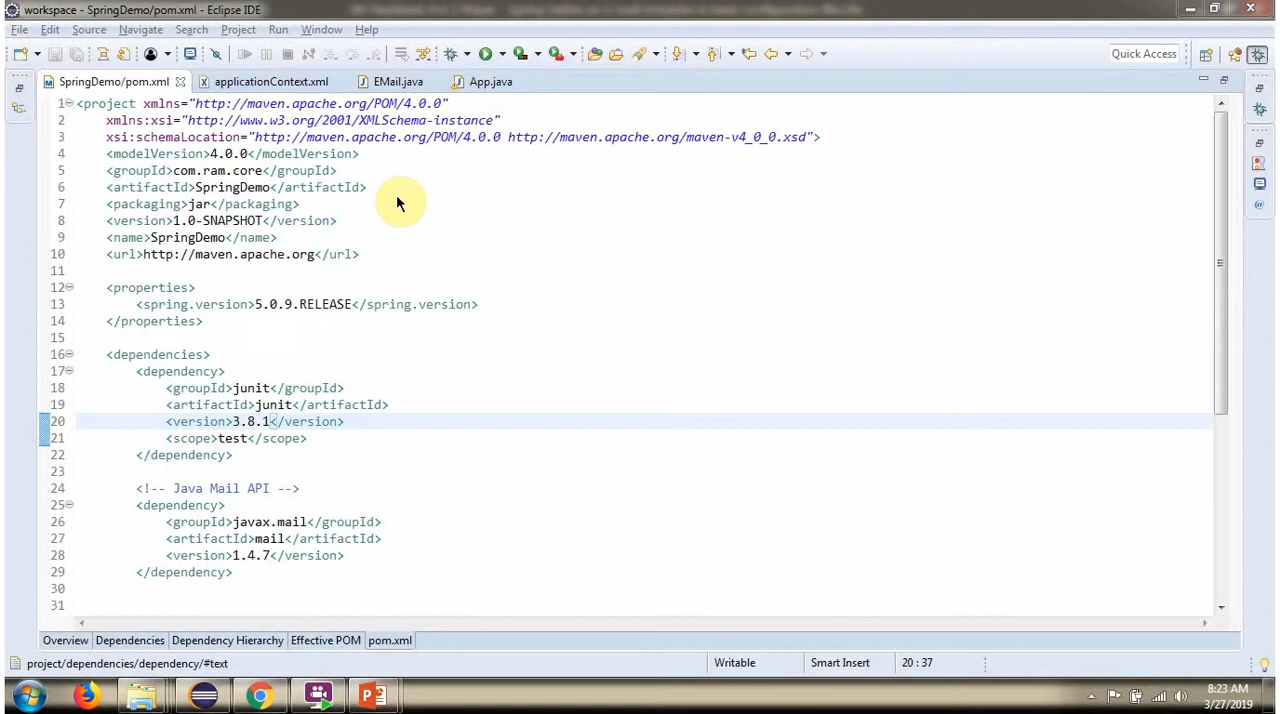 workspace - SpringDemo/pom.xml - Eclipse IDE
File Edit Source Navigate Search Project Run Window Help
Quick Access
SpringDemo/pom.xml applicationContext.xml EMail.java App.java
1 <project xmlns="http://maven.apache.org/POM/4.0.0"
2 xmlns:xsi="http://www.w3.org/2001/XMLSchema-instance"
3 xsi:schemaLocation="http://maven.apache.org/POM/4.0.0 http://maven.apache.org/maven-v4_0_0.xsd">
4 <modelVersion>4.0.0</modelVersion>
5 <groupId>com.ram.core</groupId>
6 <artifactId>SpringDemo</artifactId>
7 <packaging>jar</packaging>
8 <version>1.0-SNAPSHOT</version>
9 <name>SpringDemo</name>
10 <url>http://maven.apache.org</url>
11
12 <properties>
13 <spring.version>5.0.9.RELEASE</spring.version>
14 </properties>
15
16 <dependencies>
17 <dependency>
18 <groupId>junit</groupId>
19 <artifactId>junit</artifactId>
20 <version>3.8.1</version>
21 <scope>test</scope>
22 </dependency>
23
24 <!-- Java Mail API -->
25 <dependency>
26 <groupId>javax.mail</groupId>
27 <artifactId>mail</artifactId>
28 <version>1.4.7</version>
29 </dependency>
30
31
Overview Dependencies Dependency Hierarchy Effective POM pom.xml
project/dependencies/dependency/#text Writable Smart Insert 20 : 37
8:23 AM
3/27/2019